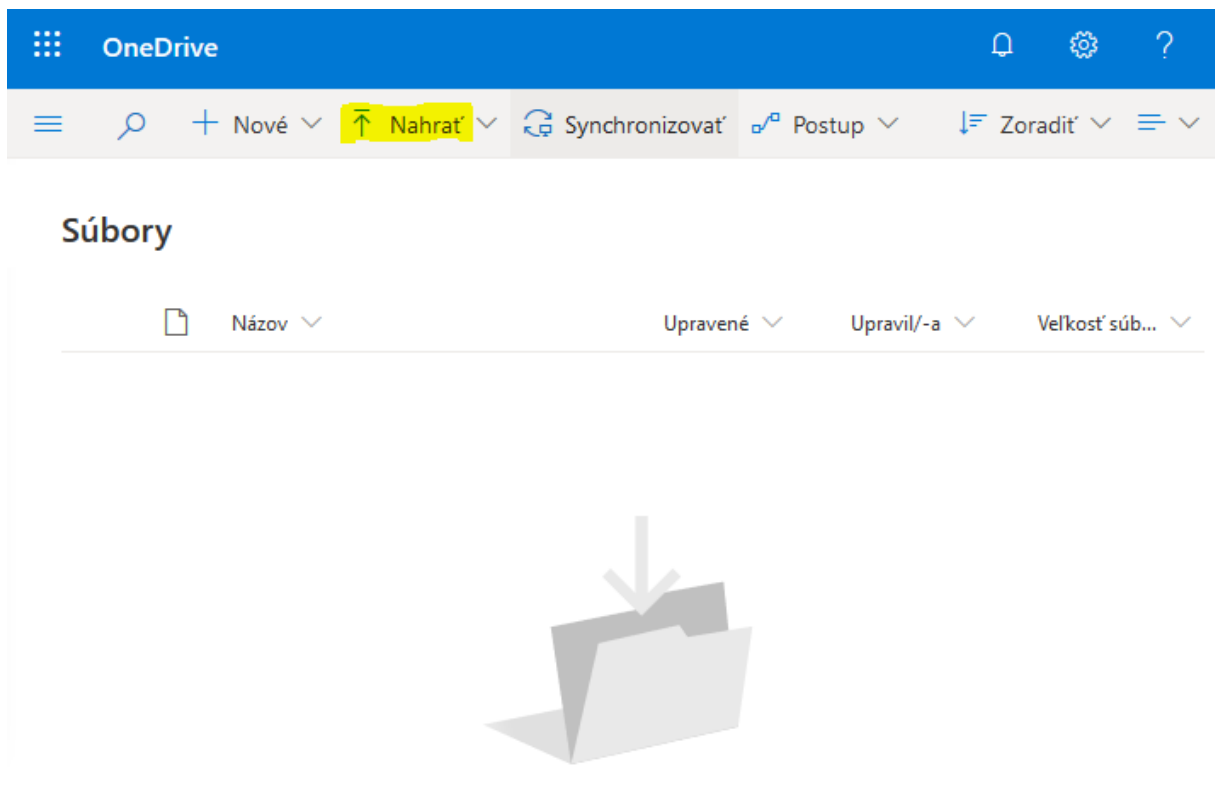 OneDrive ?
Nové Nahrať Synchronizovať Postup Zoradiť
Súbory
Názov Upravené Upravil/-a Veľkosť súb...